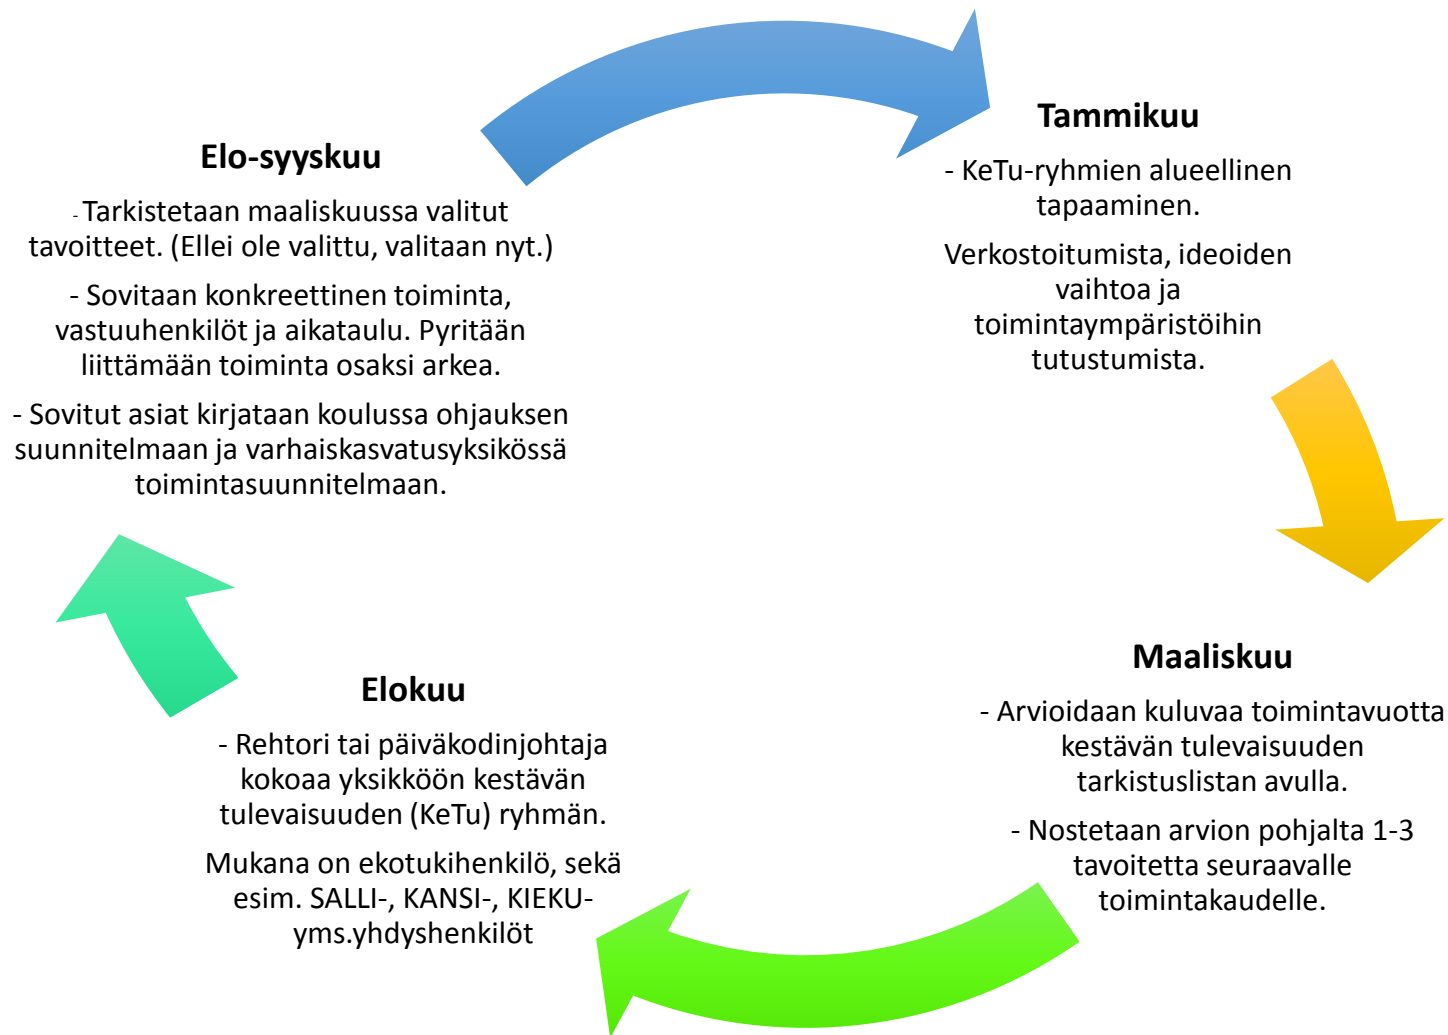 Elo-syyskuu
- Tarkistetaan maaliskuussa valitut
tavoitteet. (Ellei ole valittu, valitaan nyt.)
- Sovitaan konkreettinen toiminta,
vastuuhenkilöt ja aikataulu. Pyritään
liittämään toiminta osaksi arkea.
- Sovitut asiat kirjataan koulussa ohjauksen
suunnitelmaan ja varhaiskasvatusyksikössä
toimintasuunnitelmaan.
Tammikuu
- KeTu-ryhmien alueellinen
tapaaminen.
Verkostoitumista, ideoiden
vaihtoa ja
toimintaympäristöihin
tutustumista.
Maaliskuu
- Arvioidaan kuluvaa toimintavuotta
kestävän tulevaisuuden
tarkistuslistan avulla.
- Nostetaan arvion pohjalta 1-3
tavoitetta seuraavalle
toimintakaudelle.
Elokuu
- Rehtori tai päiväkodinjohtaja
kokoaa yksikköön kestävän
tulevaisuuden (KeTu) ryhmän.
Mukana on ekotukihenkilö, sekä
esim. SALLI-, KANSI-, KIEKU-
yms.yhdyshenkilöt